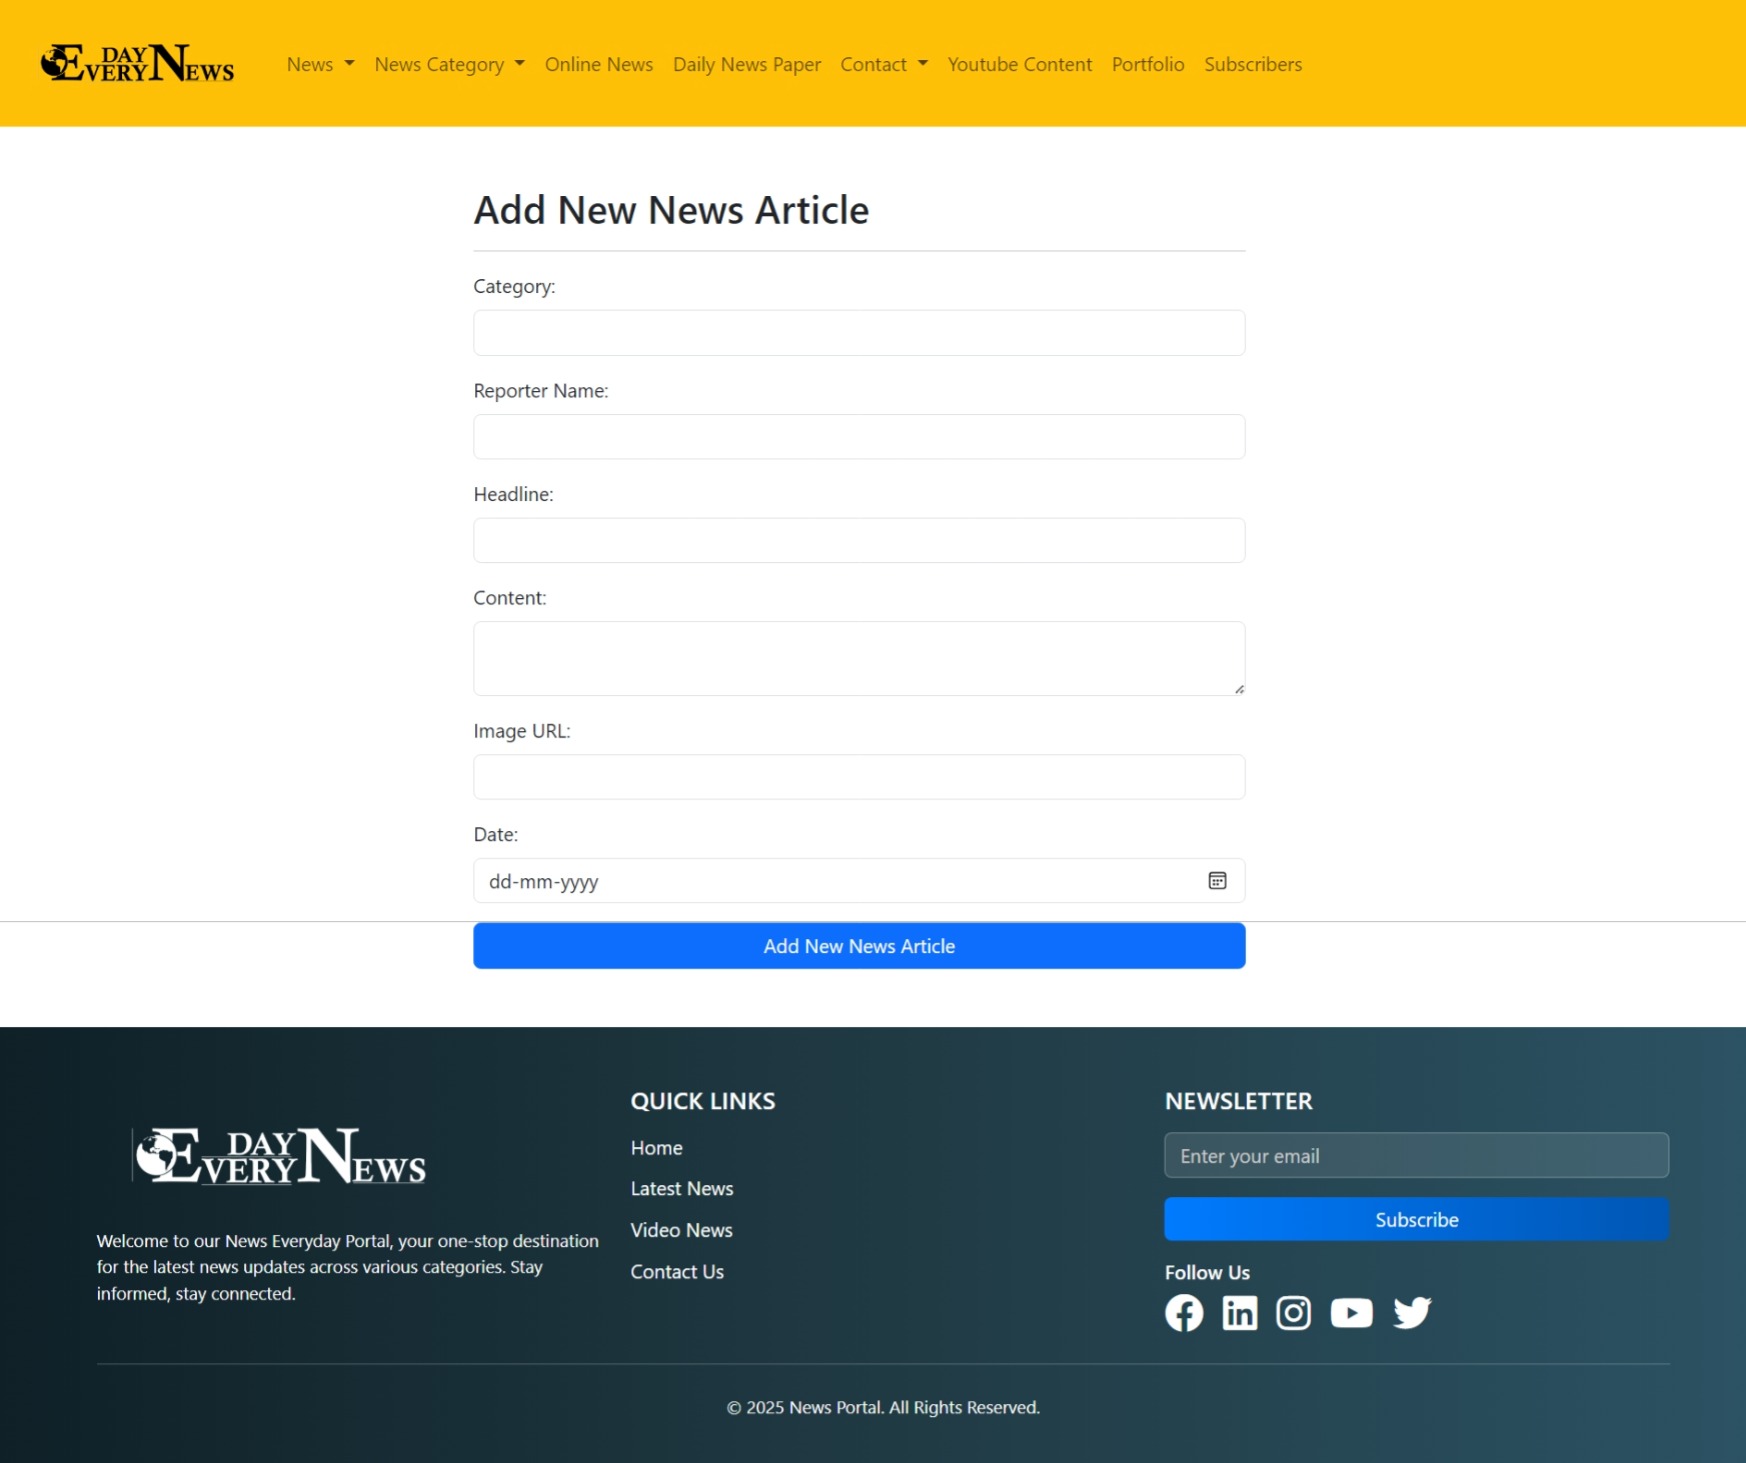 DAY EVERY NEWS
News
News Category
Online News
Daily News Paper
Contact
Youtube Content
Portfolio
Subscribers
Add New News Article
Category:
Reporter Name:
Headline:
Content:
Image URL:
Date:
dd-mm-yyyy
Add New News Article
DAY EVERY NEWS
Welcome to our News Everyday Portal, your one-stop destination
for the latest news updates across various categories. Stay
informed, stay connected.
QUICK LINKS
Home
Latest News
Video News
Contact Us
NEWSLETTER
Enter your email
Subscribe
Follow Us
© 2025 News Portal. All Rights Reserved.